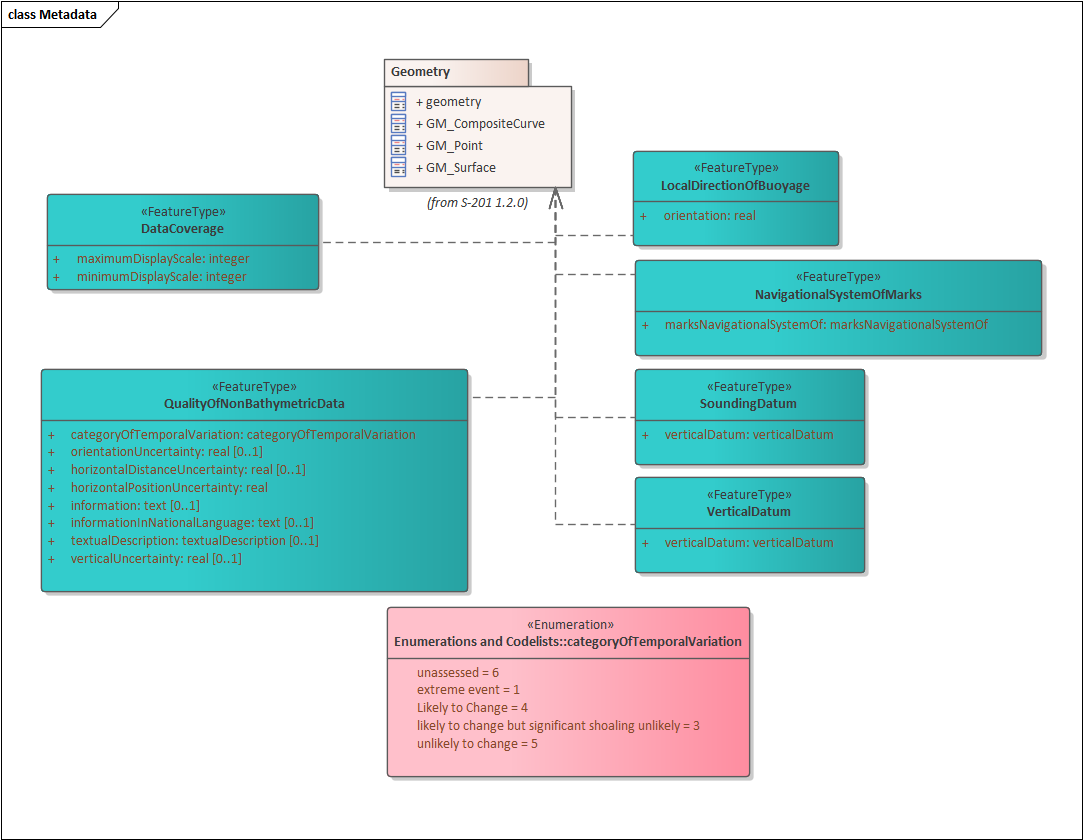 class Metadata
Geometry
+ geometry
+ GM_CompositeCurve
+ GM_Point
+ GM_Surface
(from S-201 1.2.0)
«FeatureType»
DataCoverage
+ maximumDisplayScale: integer
+ minimumDisplayScale: integer
«FeatureType»
LocalDirectionOfBuoyage
+ orientation: real
«FeatureType»
NavigationalSystemOfMarks
+ marksNavigationalSystemOf: marksNavigationalSystemOf
«FeatureType»
QualityOfNonBathymetricData
+ categoryOfTemporalVariation: categoryOfTemporalVariation
+ orientationUncertainty: real [0..1]
+ horizontalDistanceUncertainty: real [0..1]
+ horizontalPositionUncertainty: real
+ information: text [0..1]
+ informationInNationalLanguage: text [0..1]
+ textualDescription: textualDescription [0..1]
+ verticalUncertainty: real [0..1]
«FeatureType»
SoundingDatum
+ verticalDatum: verticalDatum
«FeatureType»
VerticalDatum
+ verticalDatum: verticalDatum
«Enumeration»
Enumerations and Codelists::categoryOfTemporalVariation
unassessed = 6
extreme event = 1
Likely to Change = 4
likely to change but significant shoaling unlikely = 3
unlikely to change = 5